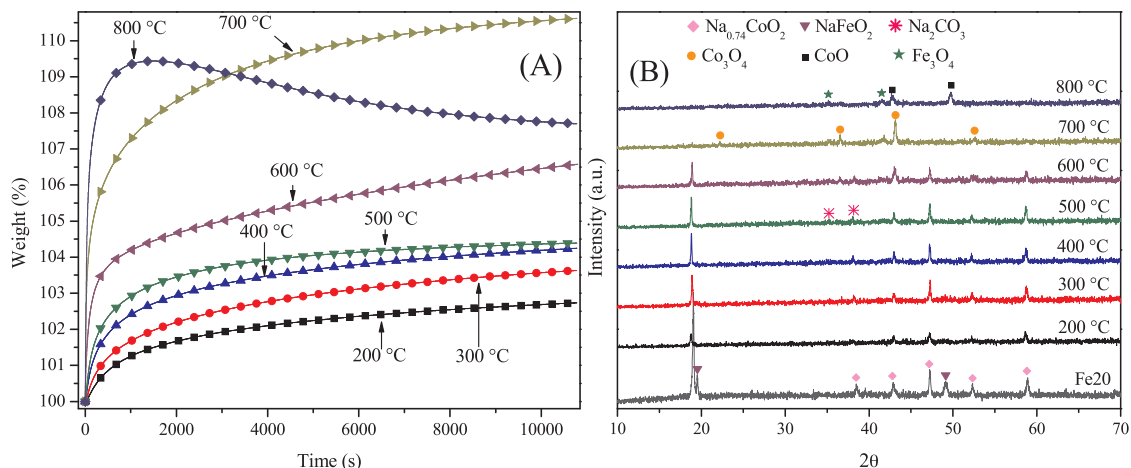 (A)
800 °C
700 °C
600 °C
500 °C
400 °C
200 °C
300 °C
110
109
108
107
106
105
104
103
102
101
100
Weight (%)
0 2000 4000 6000 8000 10000
Time (s)
(B)
Na0.74CoO2 NaFeO2 Na2CO3
Co3O4 CoO Fe3O4
800 °C
700 °C
600 °C
500 °C
400 °C
300 °C
200 °C
Fe20
Intensity (a.u.)
10 20 30 40 50 60 70
2θ